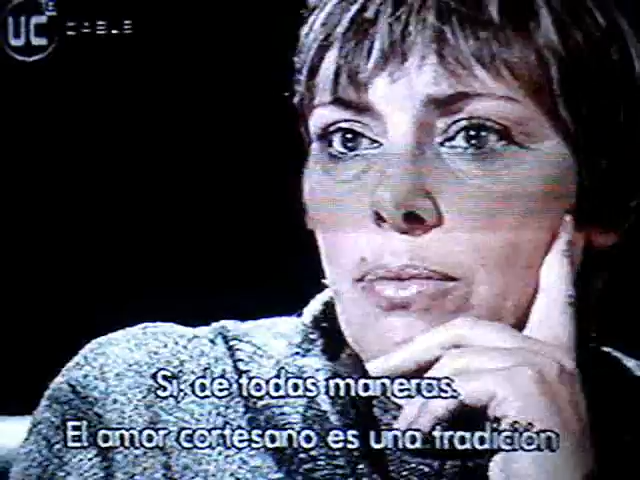 UC
CABLE
Si, de todas maneras.
El amor cortesano es una tradición